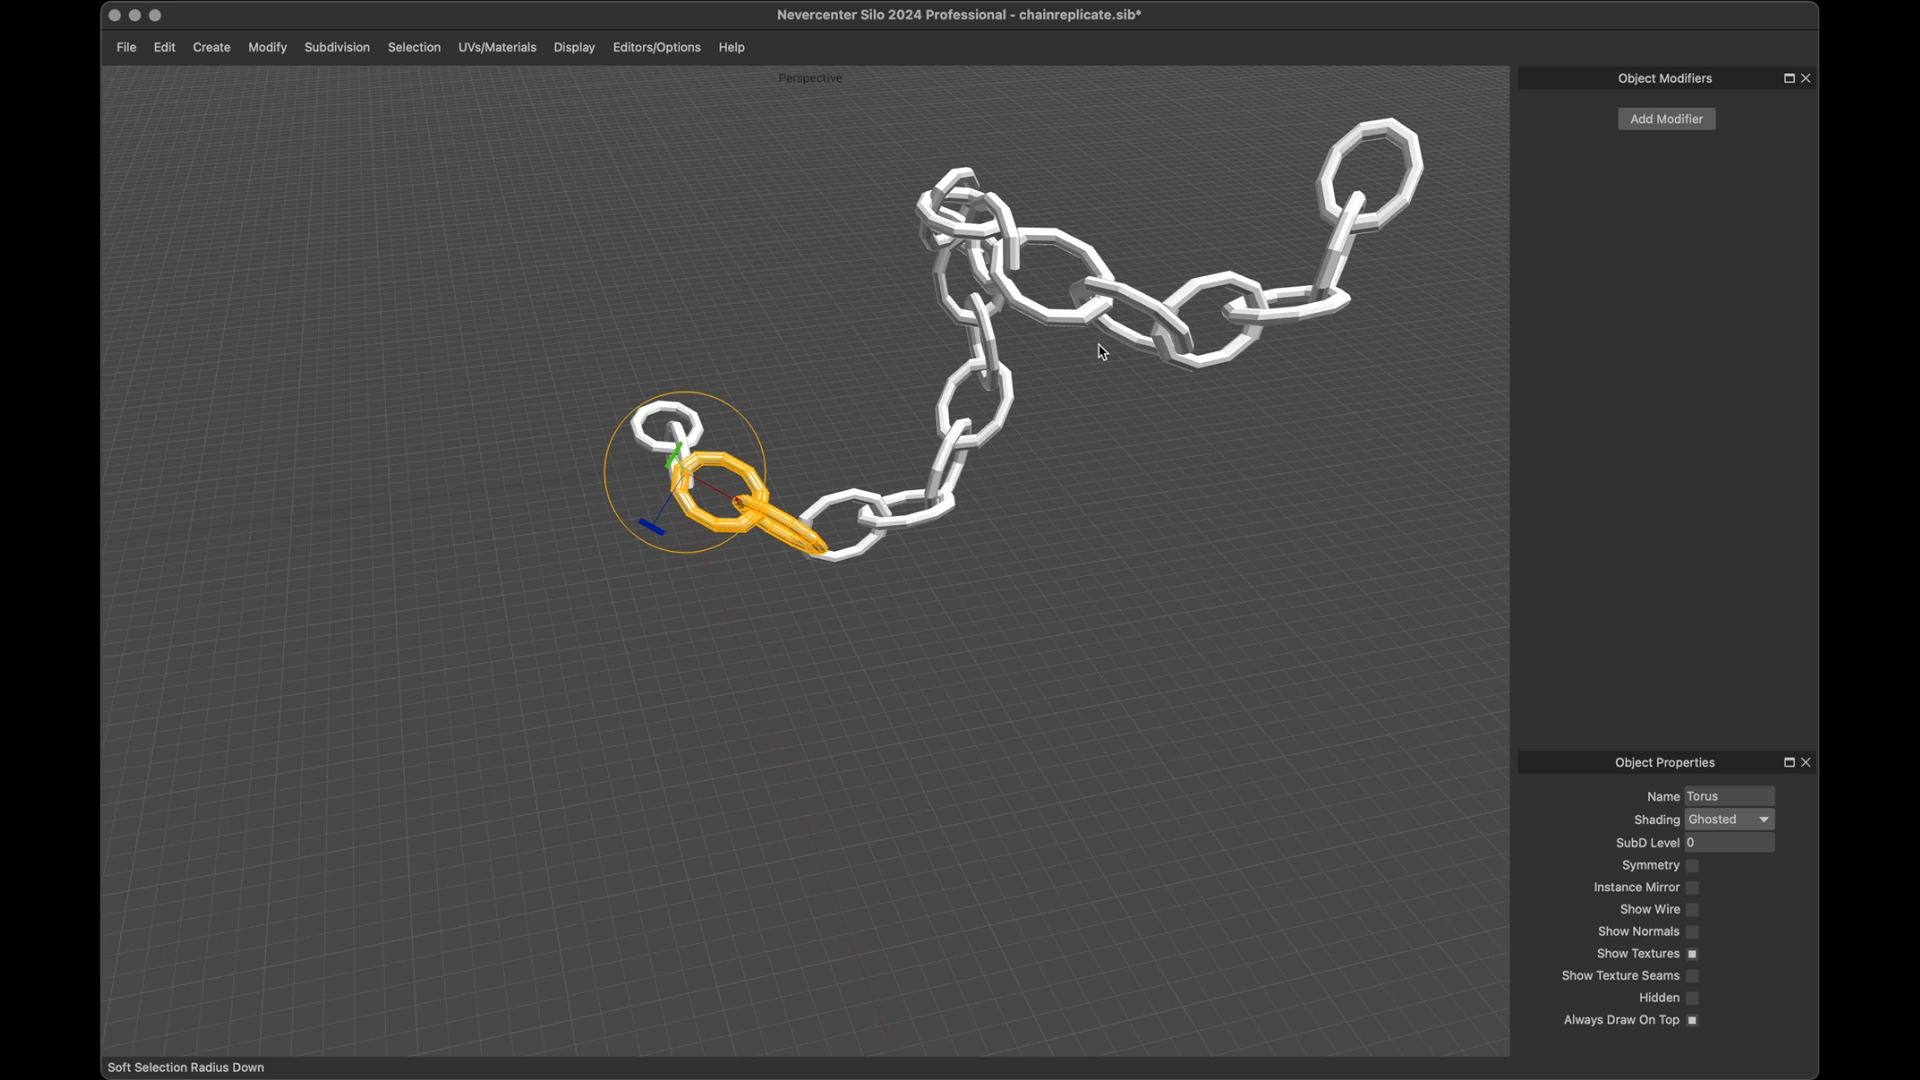 Nevercenter Silo 2024 Professional - chainreplicate.sib*
File Edit Create Modify Subdivision Selection UVs/Materials Display Editors/Options Help
Perspective
Object Modifiers
Add Modifier
Object Properties
Name Torus
Shading Ghosted
SubD Level 0
Symmetry
Instance Mirror
Show Wire
Show Normals
Show Textures
Show Texture Seams
Hidden
Always Draw On Top
Soft Selection Radius Down